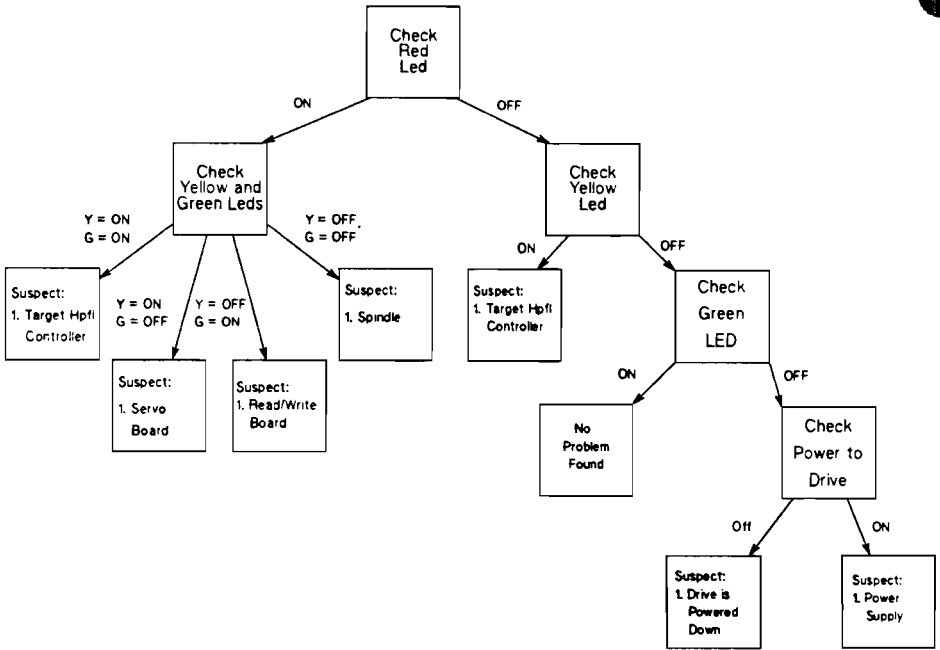 Check
Red
Led
ON
OFF
Check
Yellow and
Green Leds
Check
Yellow
Led
Y = ON
G = ON
Y = OFF.
G = OFF
ON
OFF
Suspect:
1. Target Hpfi
Controller
Y = ON
G = OFF
Y = OFF
G = ON
Suspect:
1. Spindle
Suspect:
1. Target Hpfi
Controller
Check
Green
LED
Suspect:
1. Servo
Board
Suspect:
1. Read/Write
Board
ON
OFF
No
Problem
Found
Check
Power to
Drive
Off
ON
Suspect:
1. Drive is
Powered
Down
Suspect:
1. Power
Supply